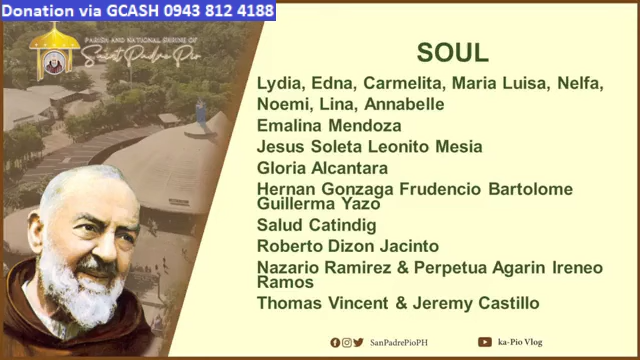 Donation via GCASH 0943 812 4188
PARISH AND NATIONAL SHRINE OF
Saint Padre Pio
SOUL
Lydia, Edna, Carmelita, Maria Luisa, Nelfa,
Noemi, Lina, Annabelle
Emalina Mendoza
Jesus Soleta Leonito Mesia
Gloria Alcantara
Hernan Gonzaga Frudencio Bartolome
Guillerma Yazo
Salud Catindig
Roberto Dizon Jacinto
Nazario Ramirez & Perpetua Agarin Ireneo
Ramos
Thomas Vincent & Jeremy Castillo
SanPadrePioPH
ka-Pio Vlog